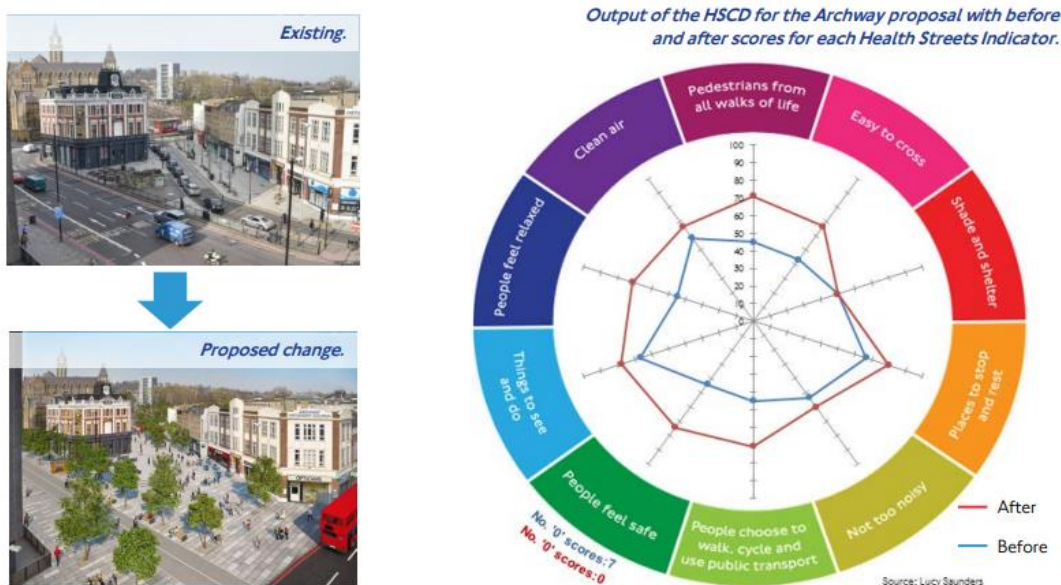 Existing.
Proposed change.
Output of the HSCD for the Archway proposal with before
and after scores for each Health Streets Indicator.
Pedestrians from
all walks of life
Easy to cross
Shade and shelter
Places to stop
and rest
Not too noisy
People choose to
walk, cycle and
use public transport
People feel safe
Things to see
and do
People feel relaxed
Clean air
100
90
80
70
60
50
40
30
20
10
0
No. '0' scores:7
No. '0' scores:0
After
Before
Source: Lucy Saunders